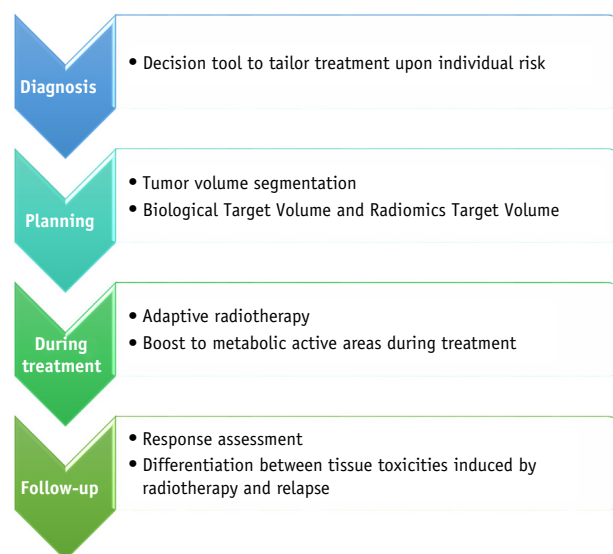 Diagnosis
• Decision tool to tailor treatment upon individual risk
Planning
• Tumor volume segmentation
• Biological Target Volume and Radiomics Target Volume
During
treatment
• Adaptive radiotherapy
• Boost to metabolic active areas during treatment
Follow-up
• Response assessment
• Differentiation between tissue toxicities induced by
radiotherapy and relapse